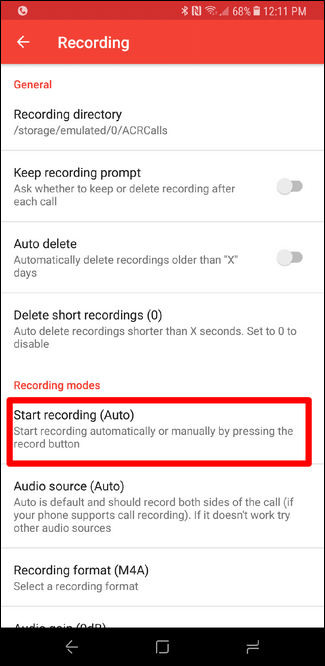 68% 12:11 PM
Recording
General
Recording directory
/storage/emulated/0/ACRCalls
Keep recording prompt
Ask whether to keep or delete recording after
each call
Auto delete
Automatically delete recordings older than "X"
days
Delete short recordings (0)
Auto delete recordings shorter than X seconds. Set to 0 to
disable
Recording modes
Start recording (Auto)
Start recording automatically or manually by pressing the
record button
Audio source (Auto)
Auto is default and should record both sides of the call (if
your phone supports call recording). If it doesn't work try
other audio sources
Recording format (M4A)
Select a recording format
Audio gain (0dB)